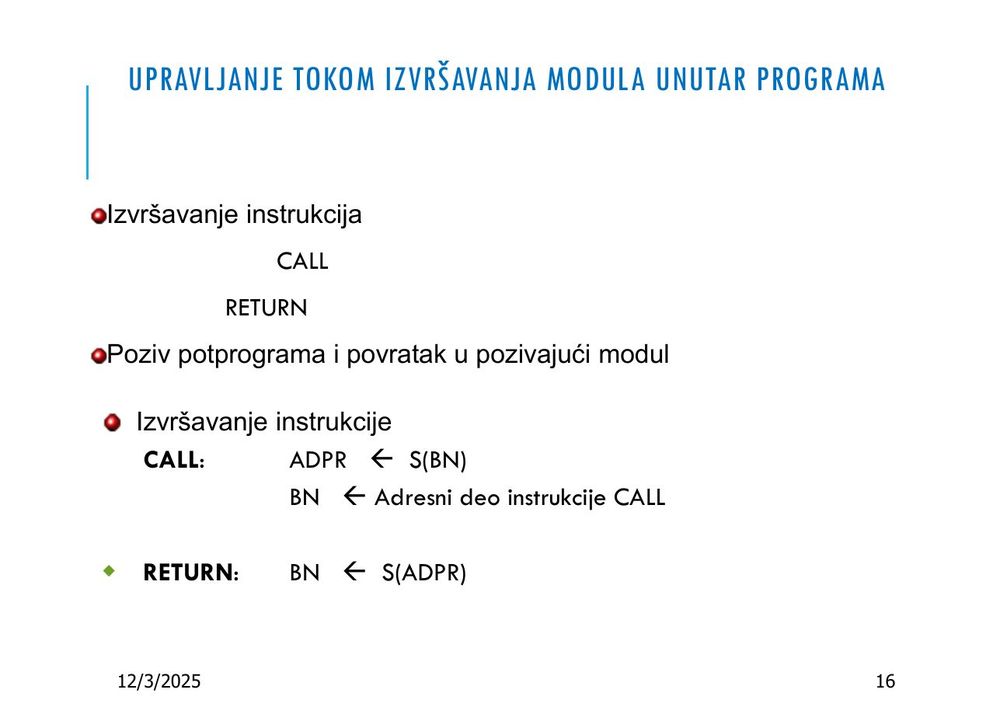 UPRAVLJANJE TOKOM IZVRŠAVANJA MODULA UNUTAR PROGRAMA
Izvršavanje instrukcija
CALL
RETURN
Poziv potprograma i povratak u pozivajući modul
Izvršavanje instrukcije
CALL: ADPR ← S(BN)
BN ← Adresni deo instrukcije CALL
RETURN: BN ← S(ADPR)
12/3/2025 16